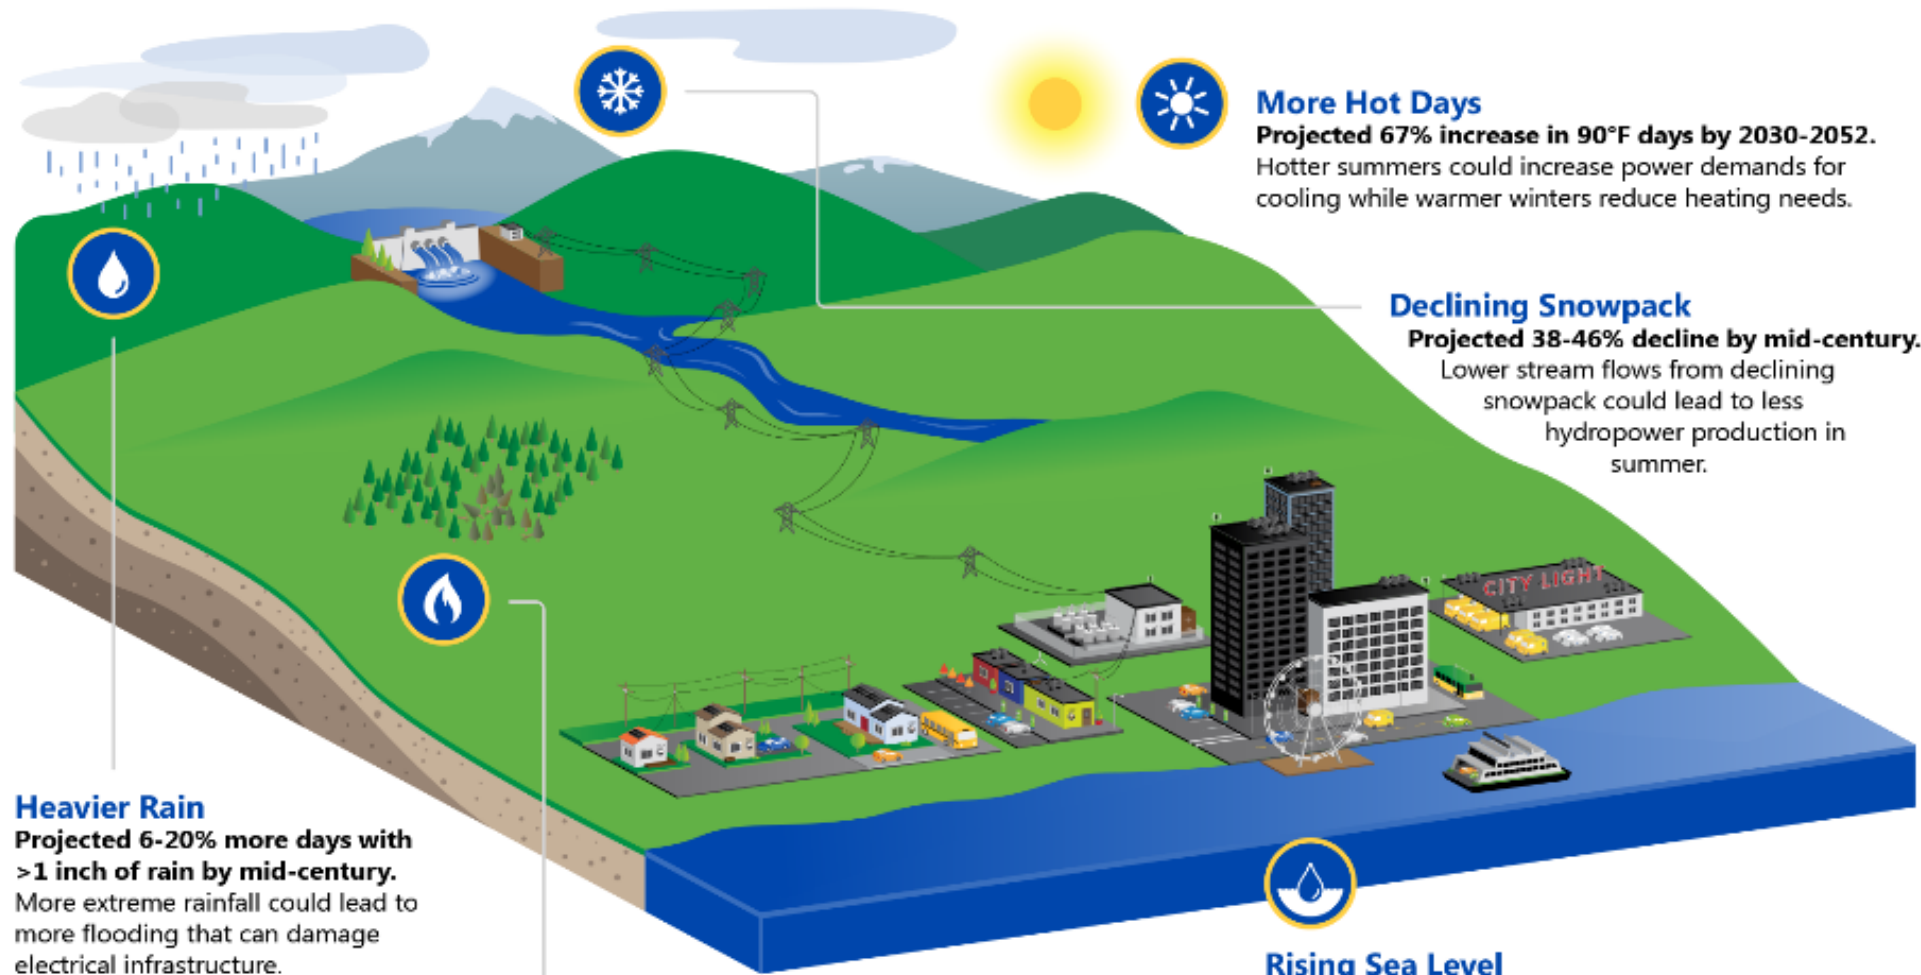 More Hot Days
Projected 67% increase in 90°F days by 2030-2052.
Hotter summers could increase power demands for
cooling while warmer winters reduce heating needs.
Declining Snowpack
Projected 38-46% decline by mid-century.
Lower stream flows from declining
snowpack could lead to less
hydropower production in
summer.
CITY LIGHT
Heavier Rain
Projected 6-20% more days with
>1 inch of rain by mid-century.
More extreme rainfall could lead to
more flooding that can damage
electrical infrastructure.
Rising Sea Level